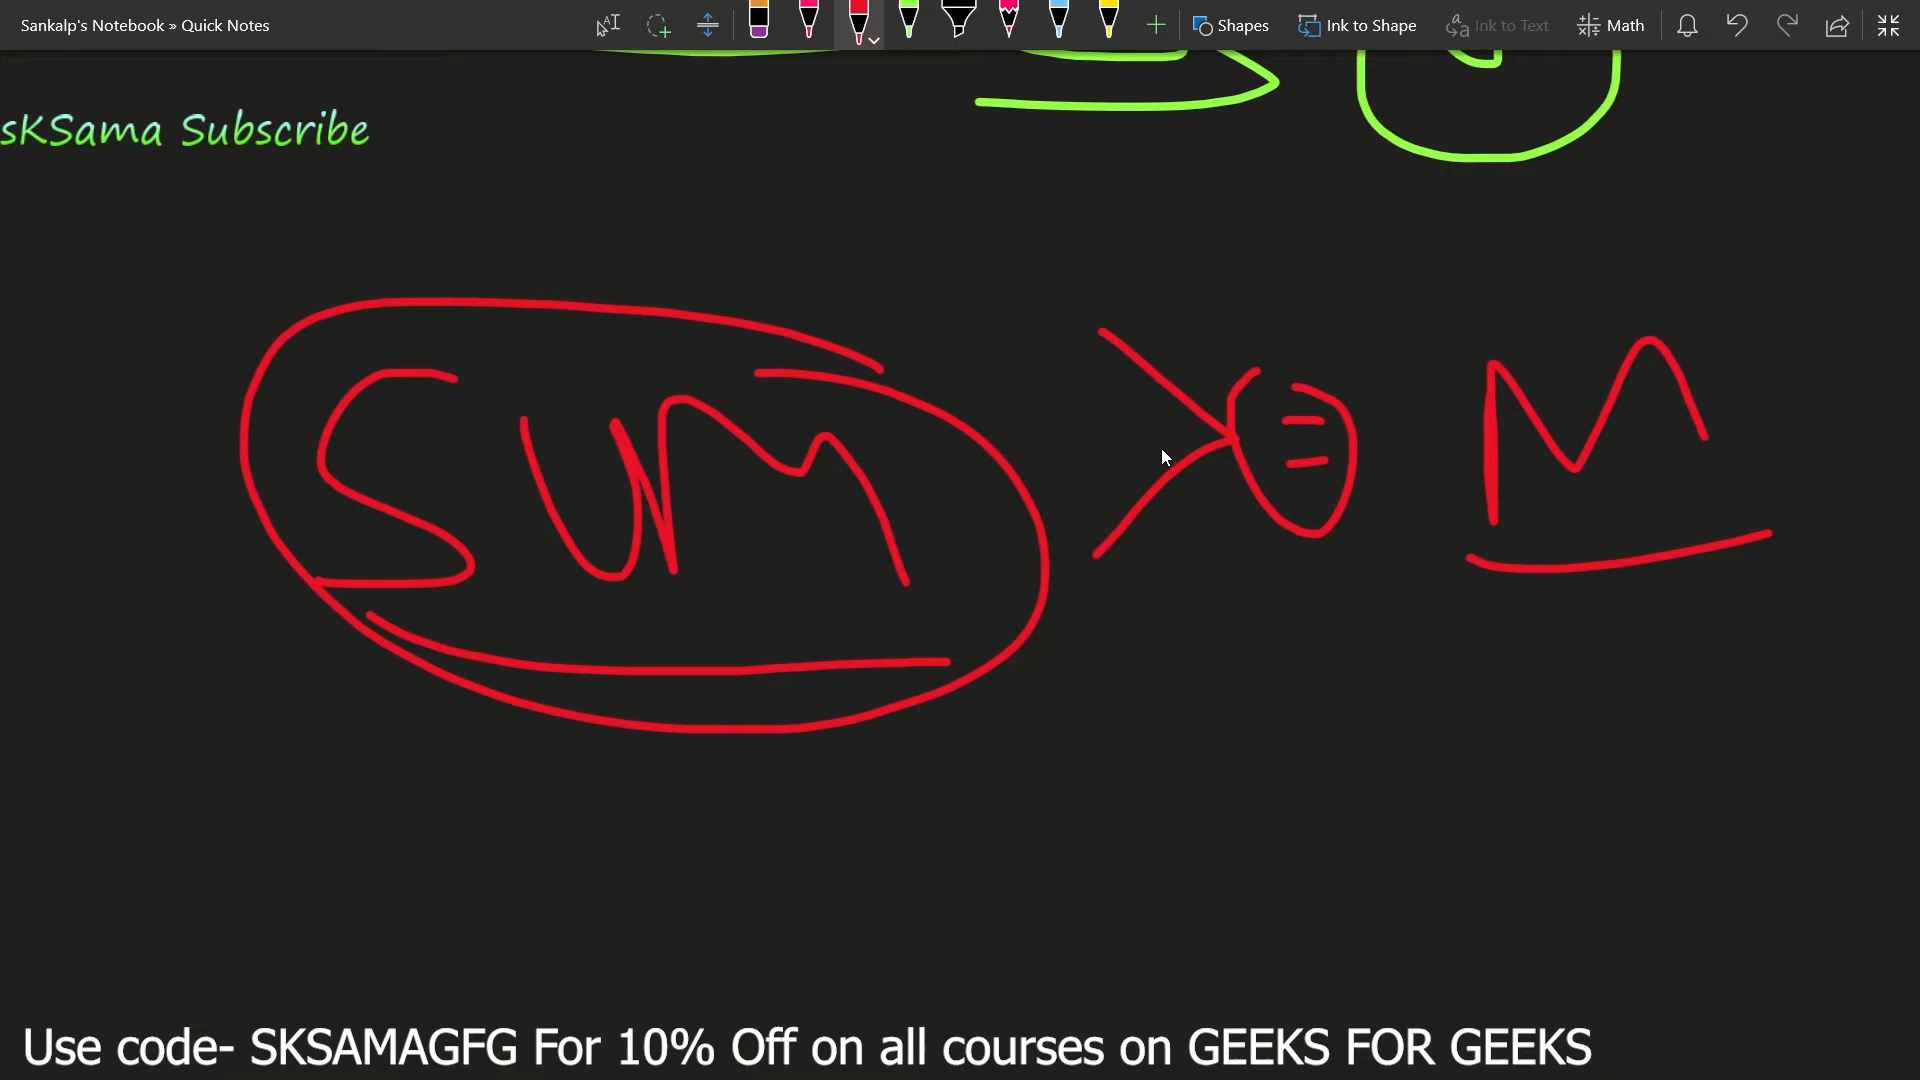 Sankalp's Notebook » Quick Notes
Shapes Ink to Shape Ink to Text Math
sKSama Subscribe
SUM > = M
Use code- SKSAMAGFG For 10% Off on all courses on GEEKS FOR GEEKS